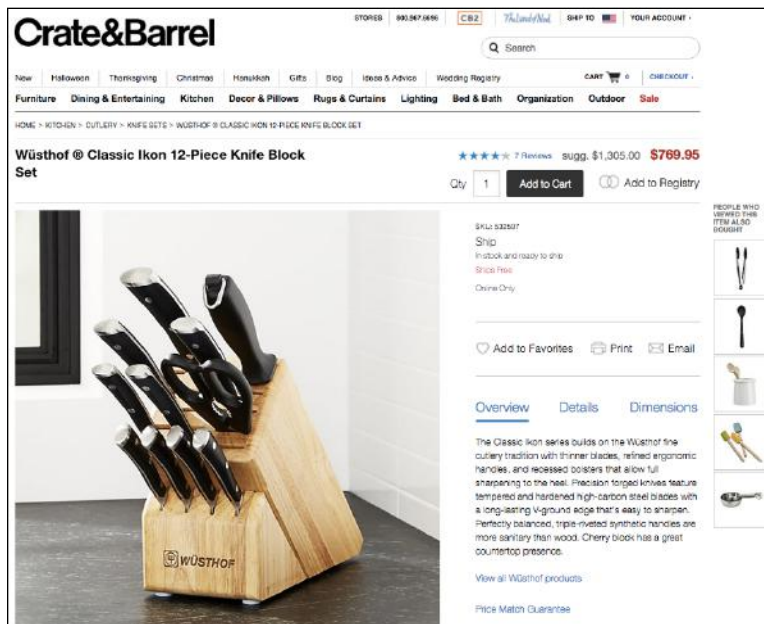 STORES 800.967.6696 CB2 The Land of Nod SHIP TO YOUR ACCOUNT
Crate&Barrel
Search
New Halloween Thanksgiving Christmas Hanukkah Gifts Blog Ideas & Advice Wedding Registry CART 0 CHECKOUT
Furniture Dining & Entertaining Kitchen Decor & Pillows Rugs & Curtains Lighting Bed & Bath Organization Outdoor Sale
HOME > KITCHEN > CUTLERY > KNIFE SETS > WÜSTHOF ® CLASSIC IKON 12-PIECE KNIFE BLOCK SET
Wüsthof ® Classic Ikon 12-Piece Knife Block
Set
7 Reviews sugg. $1,305.00 $769.95
Qty 1 Add to Cart Add to Registry
PEOPLE WHO
VIEWED THIS
ITEM ALSO
BOUGHT
SKU:
Ship
In stock and ready to ship
Ships Free
Online Only
Add to Favorites Print Email
Overview Details Dimensions
The Classic Ikon series builds on the Wüsthof fine
cutlery tradition with thinner blades, refined ergonomic
handles, and recessed bolsters that allow full
sharpening to the heel. Precision forged knives feature
tempered and hardened high-carbon steel blades with
a long-lasting V-ground edge that's easy to sharpen.
Perfectly balanced, triple-riveted synthetic handles are
more sanitary than wood. Cherry block has a great
countertop presence.
WÜSTHOF
View all Wüsthof products
Price Match Guarantee